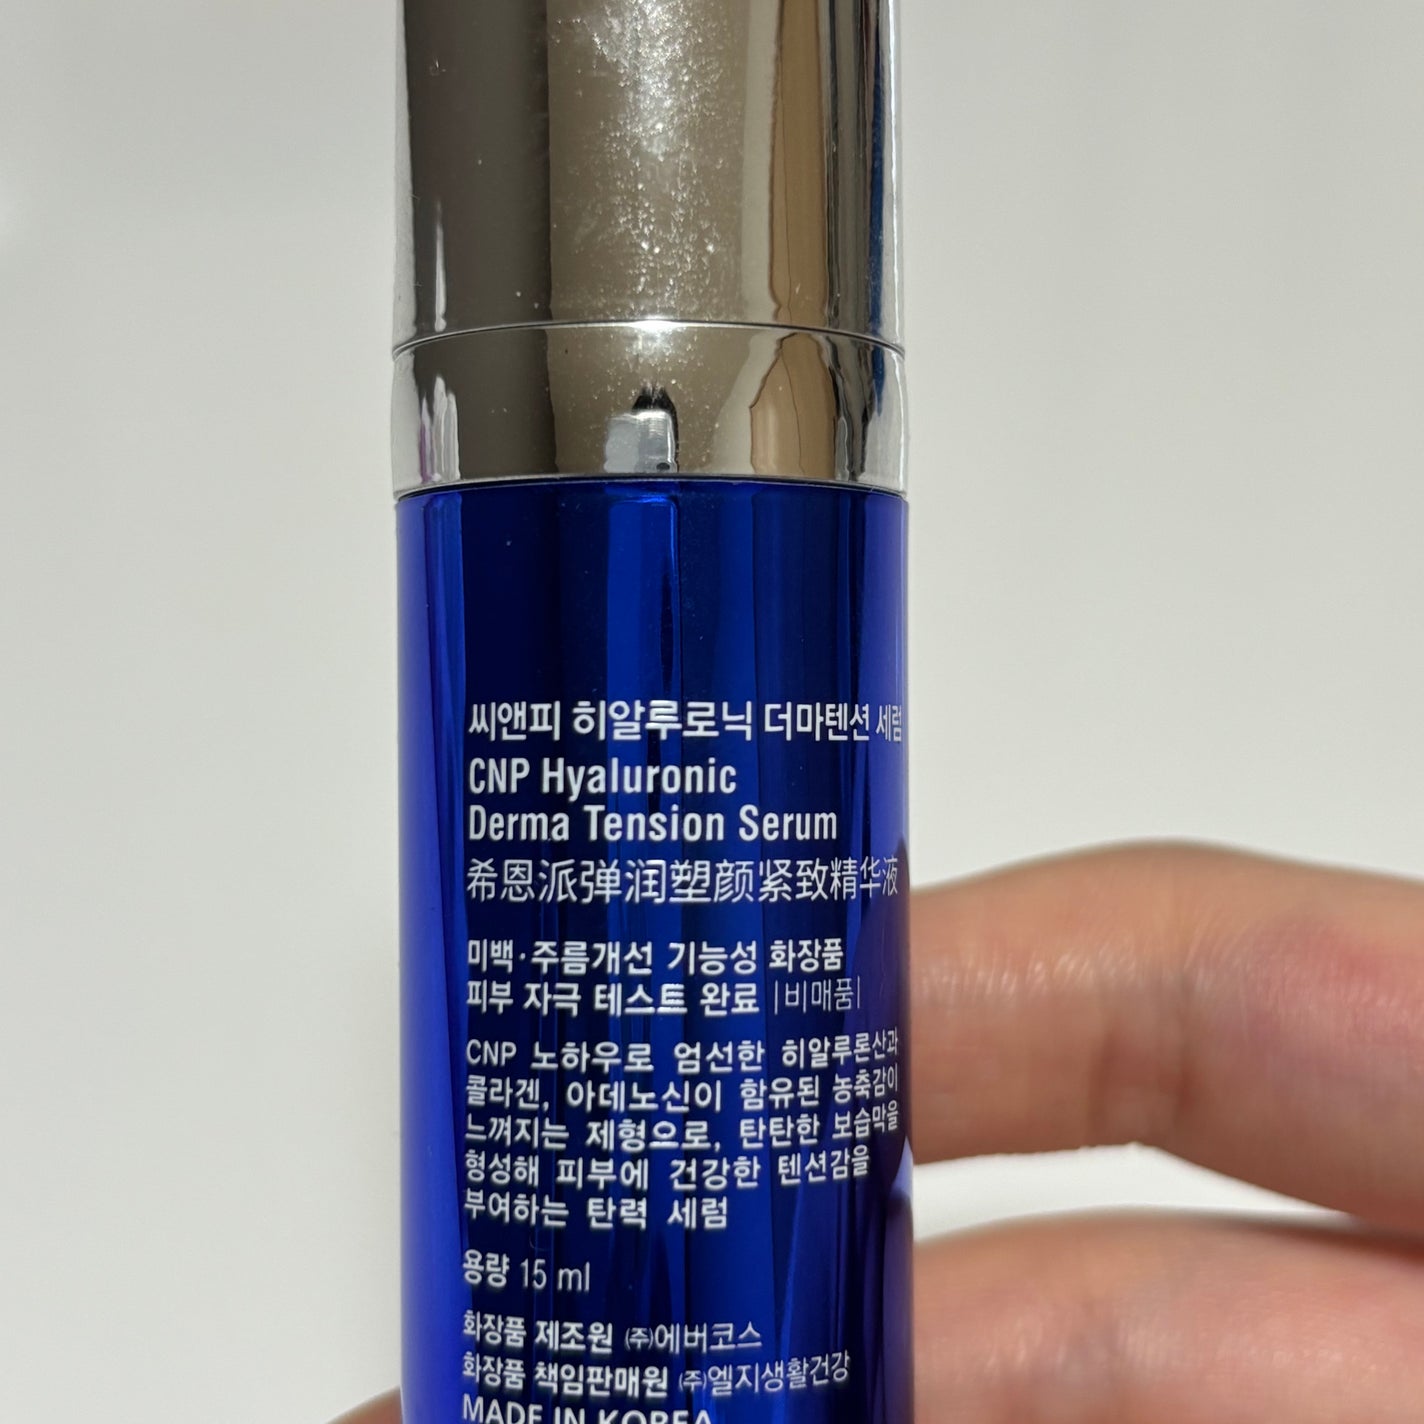 씨앤피 히알루로닉 더마텐션 세럼
CNP Hyaluronic
Derma Tension Serum
希恩派弹润塑颜紧致精华液
미백·주름개선 기능성 화장품
피부 자극 테스트 완료 |비매품|
CNP 노하우로 엄선한 히알루론산과
콜라겐, 아데노신이 함유된 농축감이
느껴지는 제형으로, 탄탄한 보습막을
형성해 피부에 건강한 텐션감을
부여하는 탄력 세럼
용량 15 ml
화장품 제조원 ㈜에버코스
화장품 책임판매원 ㈜엘지생활건강
MADE IN KOREA